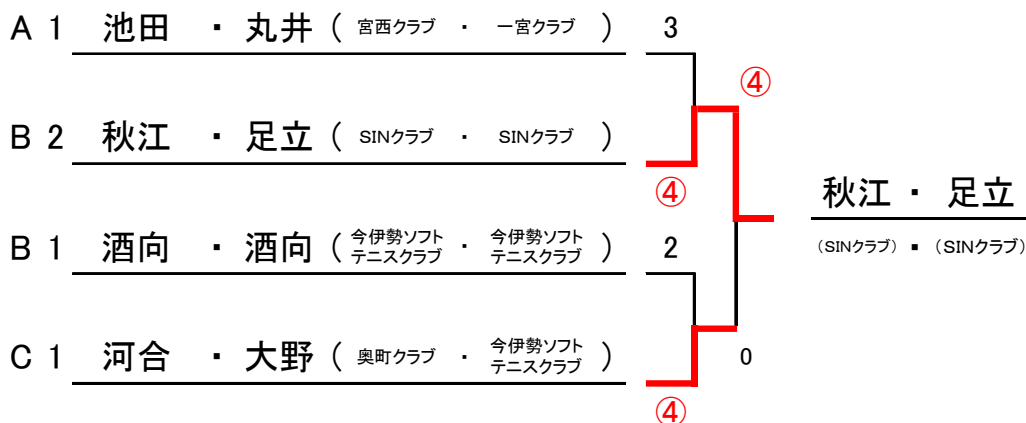 A 1 池田 ・ 丸井 ( 宮西クラブ ・ 一宮クラブ ) 3
④
B 2 秋江 ・ 足立 ( SINクラブ ・ SINクラブ )
④
秋江 ・ 足立
(SINクラブ) ・ (SINクラブ)
B 1 酒向 ・ 酒向 ( 今伊勢ソフト
テニスクラブ ・ 今伊勢ソフト
テニスクラブ ) 2
C 1 河合 ・ 大野 ( 奥町クラブ ・ 今伊勢ソフト
テニスクラブ )
0
④